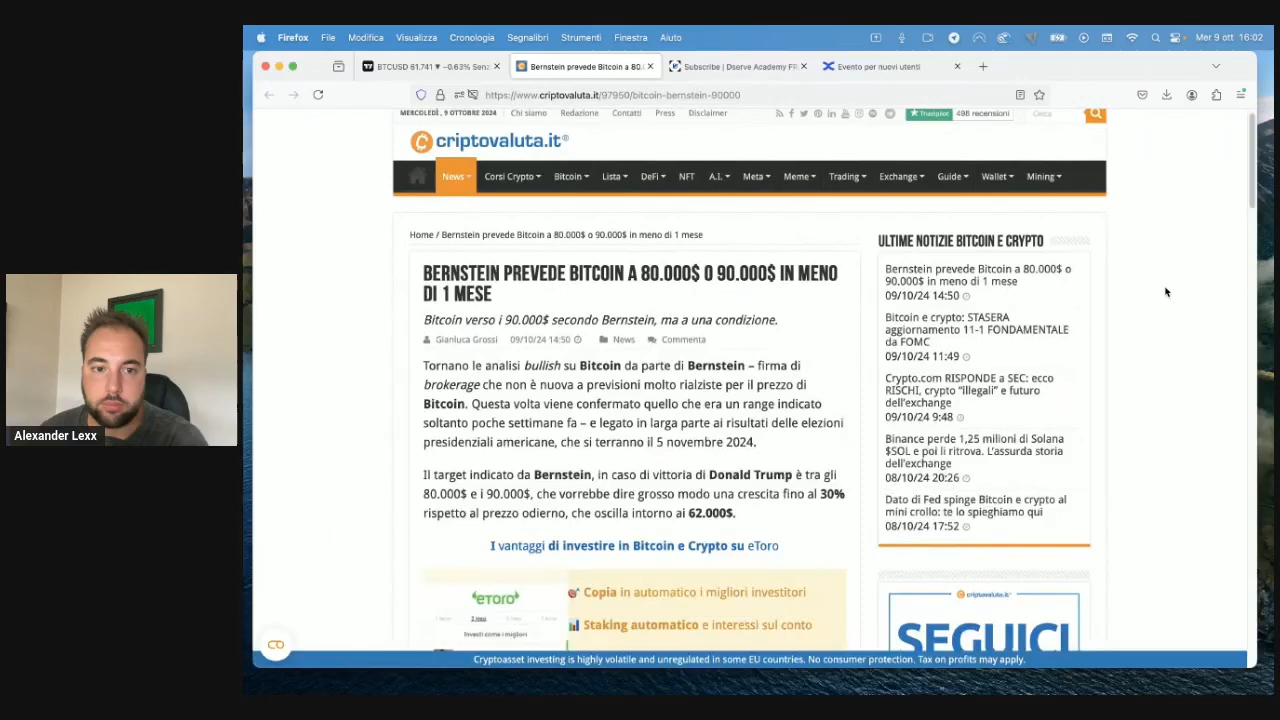 Firefox File Modifica Visualizza Cronologia Segnalibri Strumenti Finestra Aiuto Mer 9 ott 16:02
BTCUSD 61.741 ▼ −0.63% Senz
Bernstein prevede Bitcoin a 80.
Subscribe | Dserve Academy FR
Evento per nuovi utenti
https://www.criptovaluta.it/97950/bitcoin-bernstein-90000
MERCOLEDÌ, 9 OTTOBRE 2024 Chi siamo Redazione Contatti Press Disclaimer Trustpilot 498 recensioni Cerca
criptovaluta.it®
News Corsi Crypto Bitcoin Lista DeFi NFT A.I. Meta Meme Trading Exchange Guide Wallet Mining
Home / Bernstein prevede Bitcoin a 80.000$ o 90.000$ in meno di 1 mese
BERNSTEIN PREVEDE BITCOIN A 80.000$ O 90.000$ IN MENO
DI 1 MESE
Bitcoin verso i 90.000$ secondo Bernstein, ma a una condizione.
Gianluca Grossi 09/10/24 14:50 News Commenta
Tornano le analisi bullish su Bitcoin da parte di Bernstein – firma di
brokerage che non è nuova a previsioni molto rialziste per il prezzo di
Bitcoin. Questa volta viene confermato quello che era un range indicato
soltanto poche settimane fa – e legato in larga parte ai risultati delle elezioni
presidenziali americane, che si terranno il 5 novembre 2024.
Il target indicato da Bernstein, in caso di vittoria di Donald Trump è tra gli
80.000$ e i 90.000$, che vorrebbe dire grosso modo una crescita fino al 30%
rispetto al prezzo odierno, che oscilla intorno ai 62.000$.
I vantaggi di investire in Bitcoin e Crypto su eToro
eToro
Investi come i migliori
Copia in automatico i migliori investitori
Staking automatico e interessi sul conto
ULTIME NOTIZIE BITCOIN E CRYPTO
Bernstein prevede Bitcoin a 80.000$ o
90.000$ in meno di 1 mese
09/10/24 14:50
Bitcoin e crypto: STASERA
aggiornamento 11-1 FONDAMENTALE
da FOMC
09/10/24 11:49
Crypto.com RISPONDE a SEC: ecco
RISCHI, crypto “illegali” e futuro
dell’exchange
09/10/24 9:48
Binance perde 1,25 milioni di Solana
$SOL e poi li ritrova. L’assurda storia
dell’exchange
08/10/24 20:26
Dato di Fed spinge Bitcoin e crypto al
mini crollo: te lo spieghiamo qui
08/10/24 17:52
criptovaluta.it
SEGUICI
Cryptoasset investing is highly volatile and unregulated in some EU countries. No consumer protection. Tax on profits may apply.
Alexander Lexx